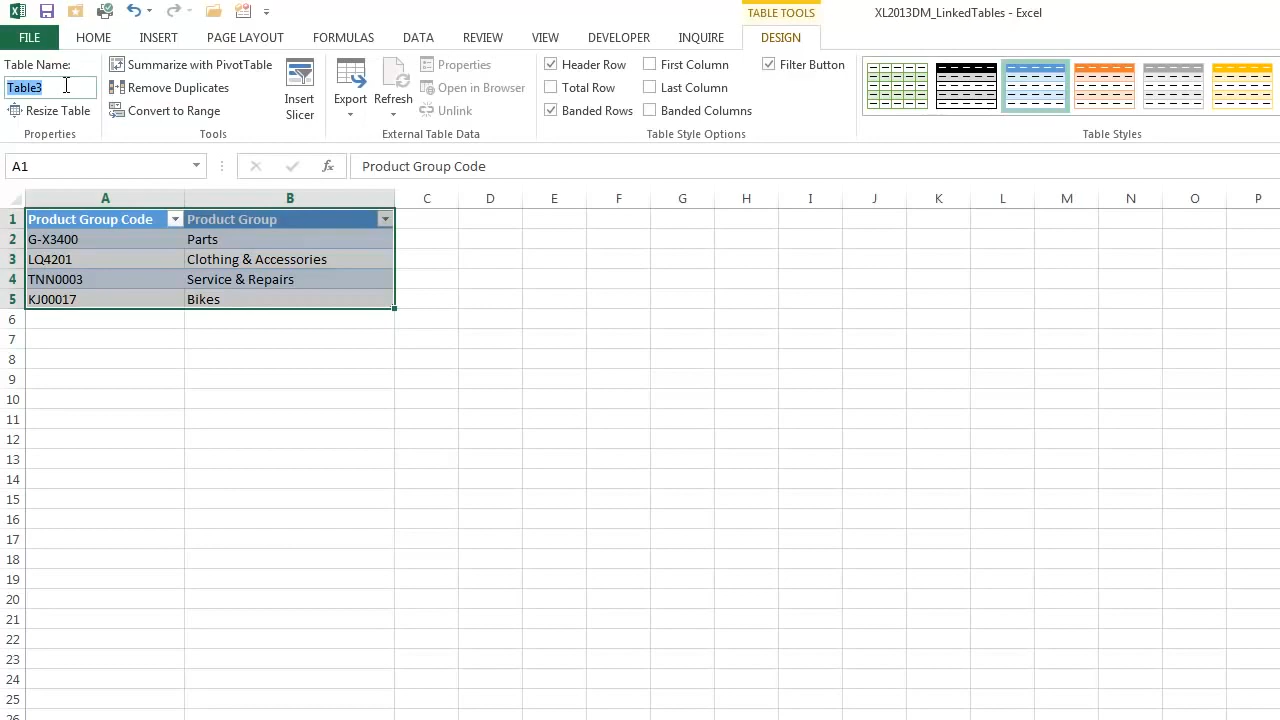 TABLE TOOLS
XL2013DM_LinkedTables - Excel
FILE HOME INSERT PAGE LAYOUT FORMULAS DATA REVIEW VIEW DEVELOPER INQUIRE DESIGN
Table Name:
Table3
Resize Table
Properties
Summarize with PivotTable
Remove Duplicates
Convert to Range
Insert
Slicer
Tools
Export
Refresh
Properties
Open in Browser
Unlink
External Table Data
Header Row
Total Row
Banded Rows
First Column
Last Column
Banded Columns
Filter Button
Table Style Options
Table Styles
A1
fx
Product Group Code
A B C D E F G H I J K L M N O P
1 Product Group Code Product Group
2 G-X3400 Parts
3 LQ4201 Clothing & Accessories
4 TNN0003 Service & Repairs
5 KJ00017 Bikes
6
7
8
9
10
11
12
13
14
15
16
17
18
19
20
21
22
23
24
25
26